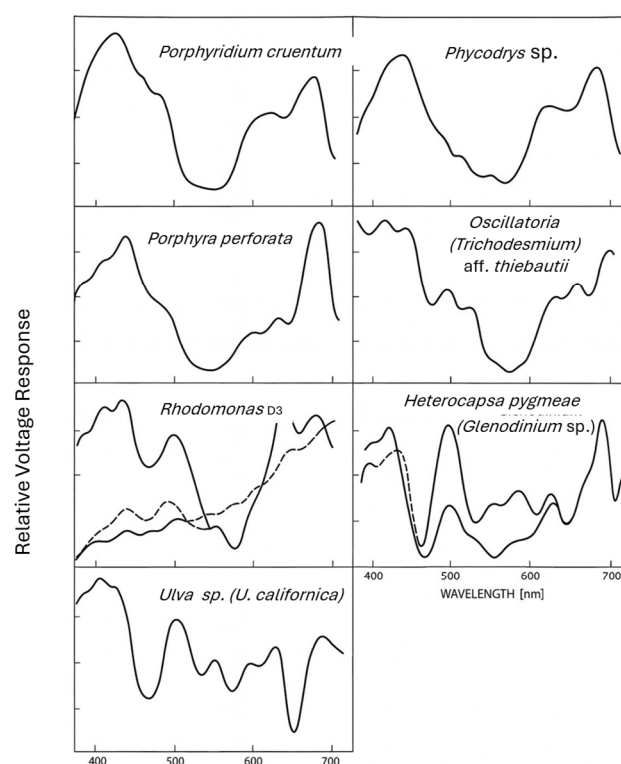 Relative Voltage Response
Porphyridium cruentum
Phycodrys sp.
Porphyra perforata
Oscillatoria
(Trichodesmium)
aff. thiebautii
Rhodomonas D3
Heterocapsa pygmeae
(Glenodinium sp.)
400 500 600 700
WAVELENGTH [nm]
Ulva sp. (U. californica)
400 500 600 700